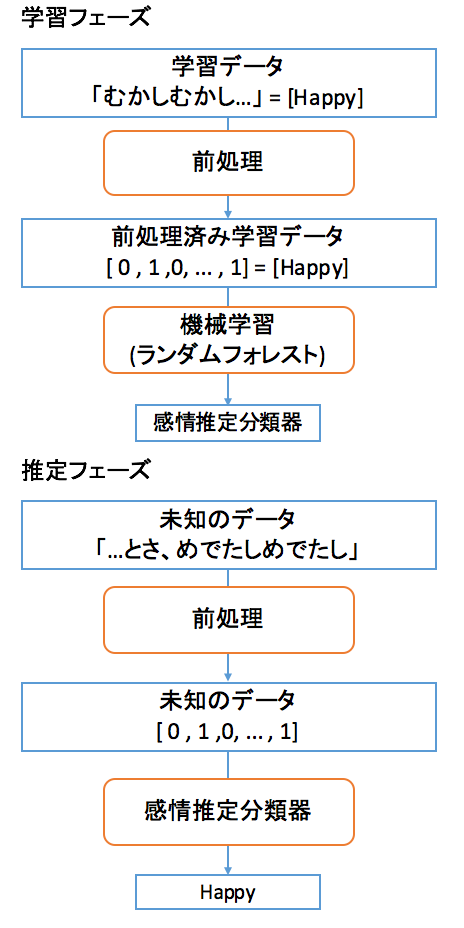 学習フェーズ
学習データ
「むかしむかし...」= [Happy]
前処理
前処理済み学習データ
[ 0 , 1 ,0, ... , 1] = [Happy]
機械学習
(ランダムフォレスト)
感情推定分類器
推定フェーズ
未知のデータ
「...とさ、めでたしめでたし」
前処理
未知のデータ
[ 0 , 1 ,0, ... , 1]
感情推定分類器
Happy